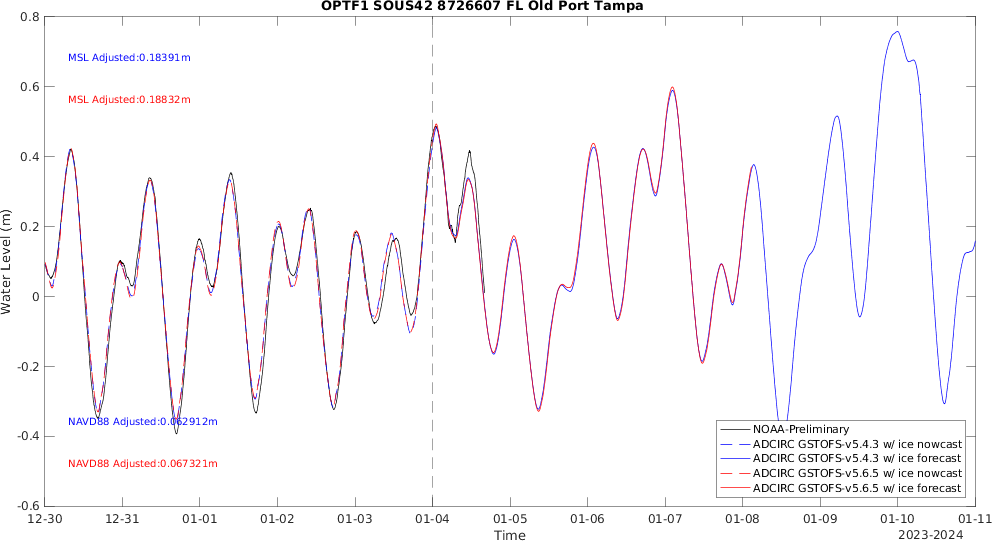 OPTF1 SOUS42 8726607 FL Old Port Tampa
0.8
0.6
0.4
0.2
0
-0.2
-0.4
-0.6
Water Level (m)
MSL Adjusted:0.18391m
MSL Adjusted:0.18832m
NAVD88 Adjusted:0.062912m
NAVD88 Adjusted:0.067321m
NOAA-Preliminary
ADCIRC GSTOFS-v5.4.3 w/ ice nowcast
ADCIRC GSTOFS-v5.4.3 w/ ice forecast
ADCIRC GSTOFS-v5.6.5 w/ ice nowcast
ADCIRC GSTOFS-v5.6.5 w/ ice forecast
12-30 12-31 01-01 01-02 01-03 01-04 01-05 01-06 01-07 01-08 01-09 01-10 01-11
Time
2023-2024